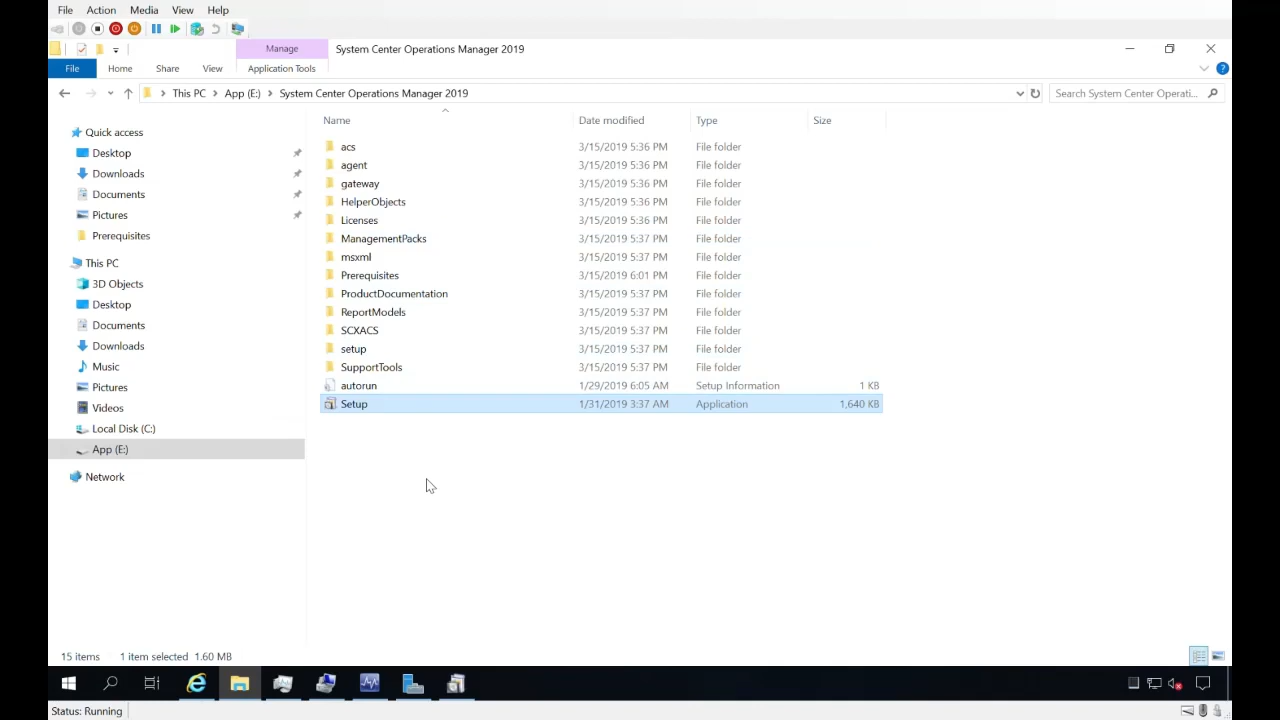 File Action Media View Help
Manage System Center Operations Manager 2019
File Home Share View Application Tools
This PC App (E:) System Center Operations Manager 2019 Search System Center Operati...
Name Date modified Type Size
Quick access
Desktop
Downloads
Documents
Pictures
Prerequisites
This PC
3D Objects
Desktop
Documents
Downloads
Music
Pictures
Videos
Local Disk (C:)
App (E:)
Network
acs 3/15/2019 5:36 PM File folder
agent 3/15/2019 5:36 PM File folder
gateway 3/15/2019 5:36 PM File folder
HelperObjects 3/15/2019 5:36 PM File folder
Licenses 3/15/2019 5:36 PM File folder
ManagementPacks 3/15/2019 5:37 PM File folder
msxml 3/15/2019 5:37 PM File folder
Prerequisites 3/15/2019 6:01 PM File folder
ProductDocumentation 3/15/2019 5:37 PM File folder
ReportModels 3/15/2019 5:37 PM File folder
SCXACS 3/15/2019 5:37 PM File folder
setup 3/15/2019 5:37 PM File folder
SupportTools 3/15/2019 5:37 PM File folder
autorun 1/29/2019 6:05 AM Setup Information 1 KB
Setup 1/31/2019 3:37 AM Application 1,640 KB
15 items 1 item selected 1.60 MB
Status: Running